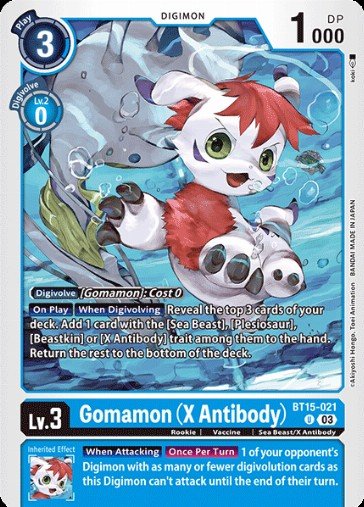 DIGIMON
Play
3
1000
DP
Digivolve
Lv.2
0
koki
©Akiyoshi Hongo, Toei Animation BANDAI MADE IN JAPAN
Digivolve [Gomamon]: Cost 0
On Play When Digivolving Reveal the top 3 cards of your
deck. Add 1 card with the [Sea Beast], [Plesiosaur],
[Beastkin] or [X Antibody] trait among them to the hand.
Return the rest to the bottom of the deck.
Lv.3
Gomamon (X Antibody)
BT15-021
U 03
Rookie | Vaccine | Sea Beast/X Antibody
Inherited Effect
When Attacking Once Per Turn 1 of your opponent's
Digimon with as many or fewer digivolution cards as
this Digimon can't attack until the end of their turn.